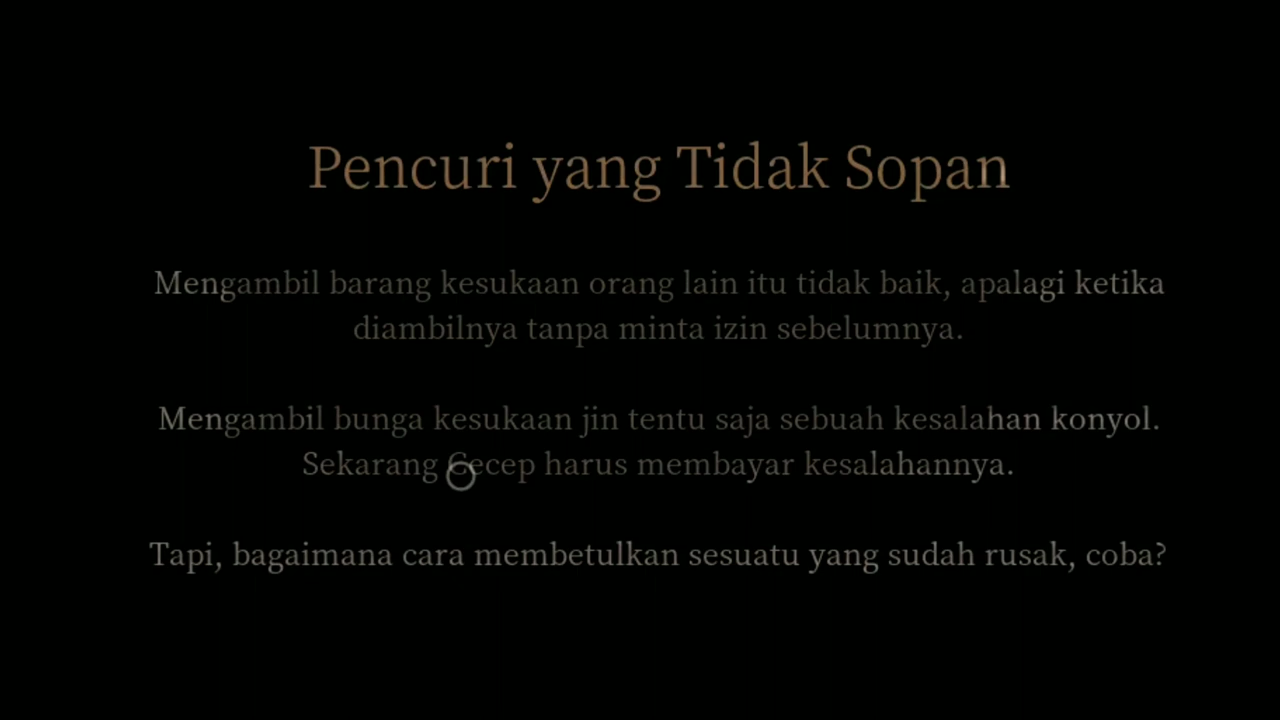 Pencuri yang Tidak Sopan
Mengambil barang kesukaan orang lain itu tidak baik, apalagi ketika
diambilnya tanpa minta izin sebelumnya.
Mengambil bunga kesukaan jin tentu saja sebuah kesalahan konyol.
Sekarang Cecep harus membayar kesalahannya.
Tapi, bagaimana cara membetulkan sesuatu yang sudah rusak, coba?